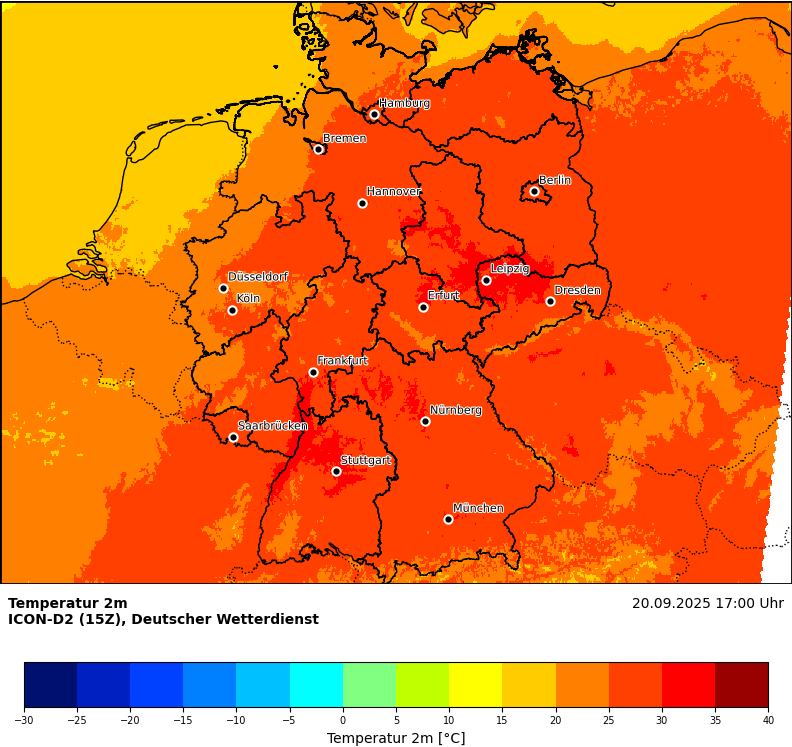 Hamburg
Bremen
Berlin
Hannover
Leipzig
Düsseldorf
Dresden
Köln
Erfurt
Frankfurt
Nürnberg
Saarbrücken
Stuttgart
München
Temperatur 2m
20.09.2025 17:00 Uhr
ICON-D2 (15Z), Deutscher Wetterdienst
−30 −25 −20 −15 −10 −5 0 5 10 15 20 25 30 35 40
Temperatur 2m [°C]